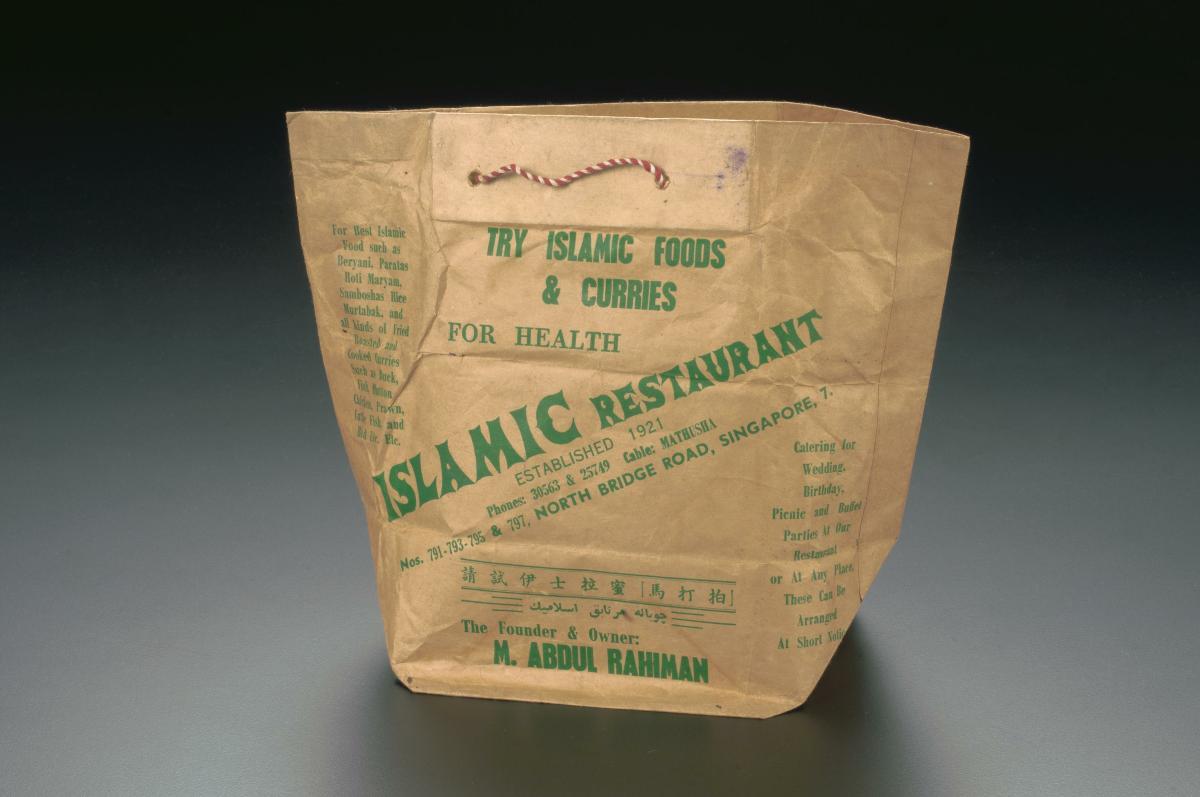 For Best Islamic
Food such as
Beryani, Paratas
Roti Maryam,
Samboshas Rice
Murtabak, and
all kinds of Fried
Roasted and
Cooked Curries
Such as Duck,
Fish, Mutton
Prawn,
Fish, and
Etc.
TRY ISLAMIC FOODS
& CURRIES
FOR HEALTH
ISLAMIC RESTAURANT
ESTABLISHED 1921
Phones: 30563 & 25749 Cable: MATHUSHA
Nos. 791-793-795 & 797, NORTH BRIDGE ROAD, SINGAPORE, 7.
請試伊士拉蜜「馬打拍」
چوباله مرتابق اسلاميك
The Founder & Owner:
M. ABDUL RAHIMAN
Catering for
Wedding,
Birthday,
Picnic and Buffet
Parties At Our
Restaurant
or At Any Place,
These Can Be
Arranged
At Short